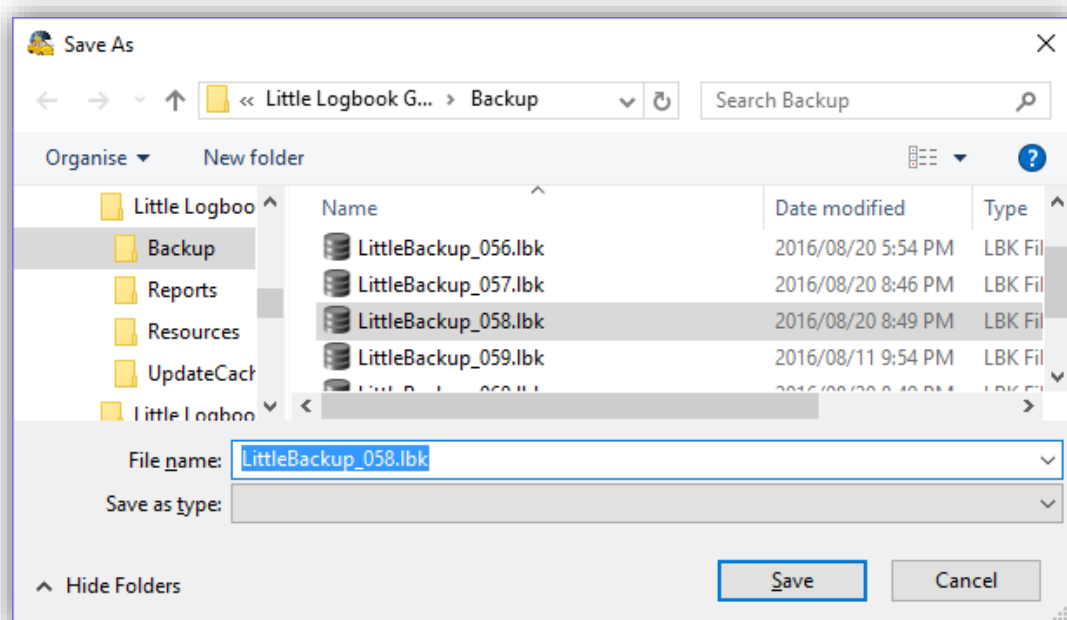 Save As
« Little Logbook G... > Backup
Search Backup
Organise
New folder
?
Little Logboo
Backup
Reports
Resources
UpdateCach
Little Logboo
Name Date modified Type
LittleBackup_056.lbk 2016/08/20 5:54 PM LBK Fil
LittleBackup_057.lbk 2016/08/20 8:46 PM LBK Fil
LittleBackup_058.lbk 2016/08/20 8:49 PM LBK Fil
LittleBackup_059.lbk 2016/08/11 9:54 PM LBK Fil
File name: LittleBackup_058.lbk
Save as type:
Hide Folders
Save
Cancel